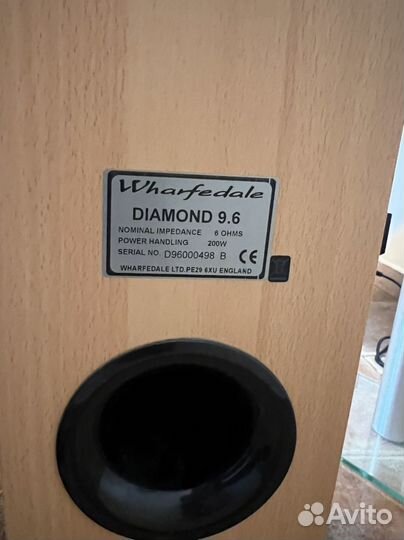 Wharfedale
DIAMOND 9.6
NOMINAL IMPEDANCE 6 OHMS
POWER HANDLING 200W
SERIAL NO. D96000498 B CE
WHARFEDALE LTD.PE29 6XU ENGLAND
Avito